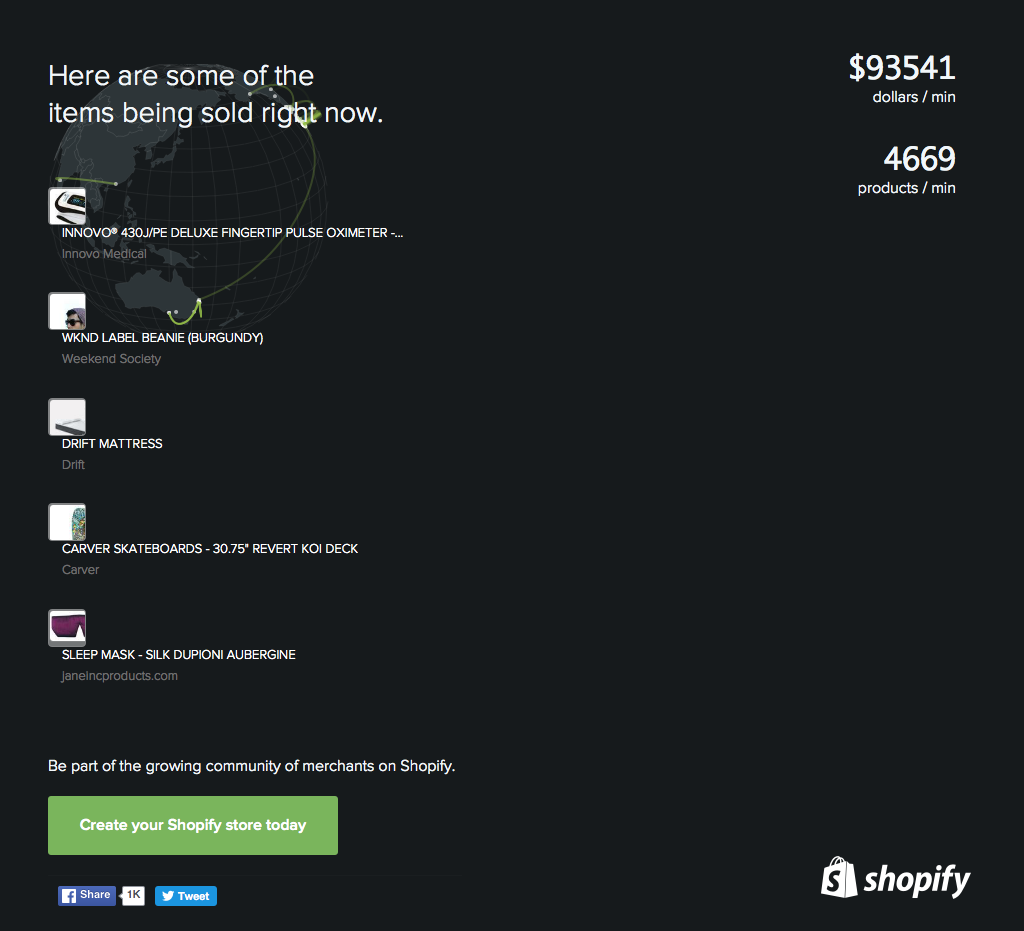 Here are some of the
items being sold right now.
$93541
dollars / min
4669
products / min
INNOVO® 430J/PE DELUXE FINGERTIP PULSE OXIMETER -...
Innovo Medical
WKND LABEL BEANIE (BURGUNDY)
Weekend Society
DRIFT MATTRESS
Drift
CARVER SKATEBOARDS - 30.75" REVERT KOI DECK
Carver
SLEEP MASK - SILK DUPIONI AUBERGINE
janeincproducts.com
Be part of the growing community of merchants on Shopify.
Create your Shopify store today
Share 1K Tweet
shopify